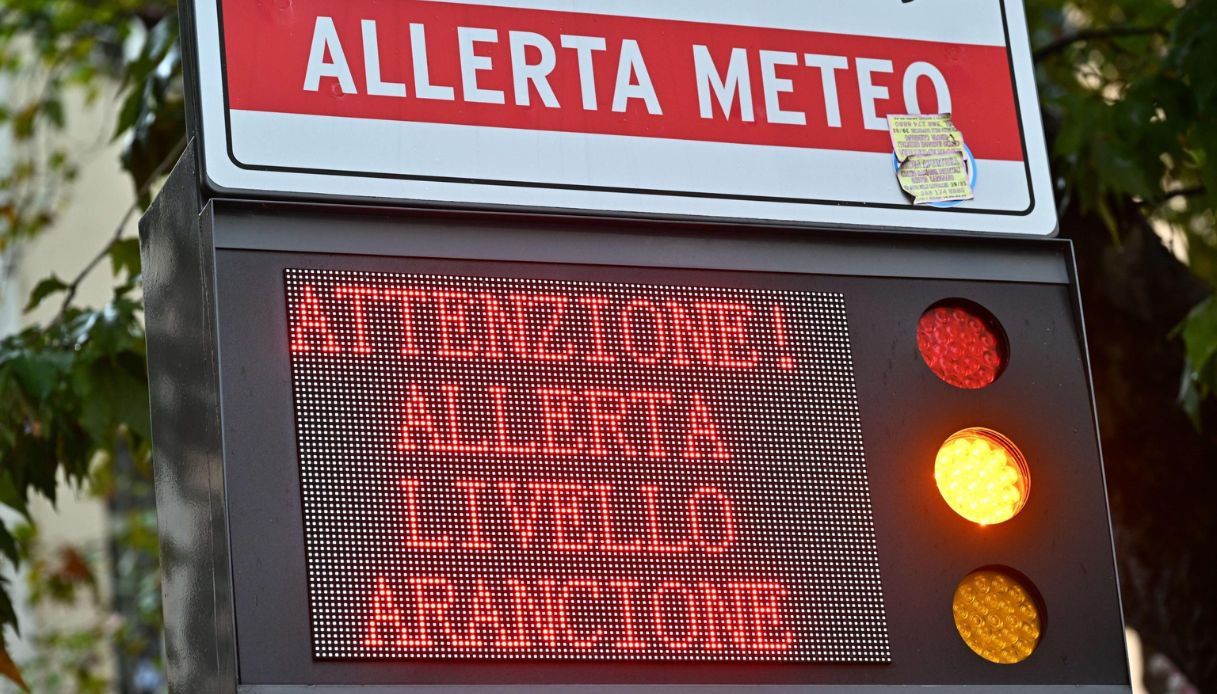 ALLERTA METEO
ATTENZIONE!
ALLERTA
LIVELLO
ARANCIONE